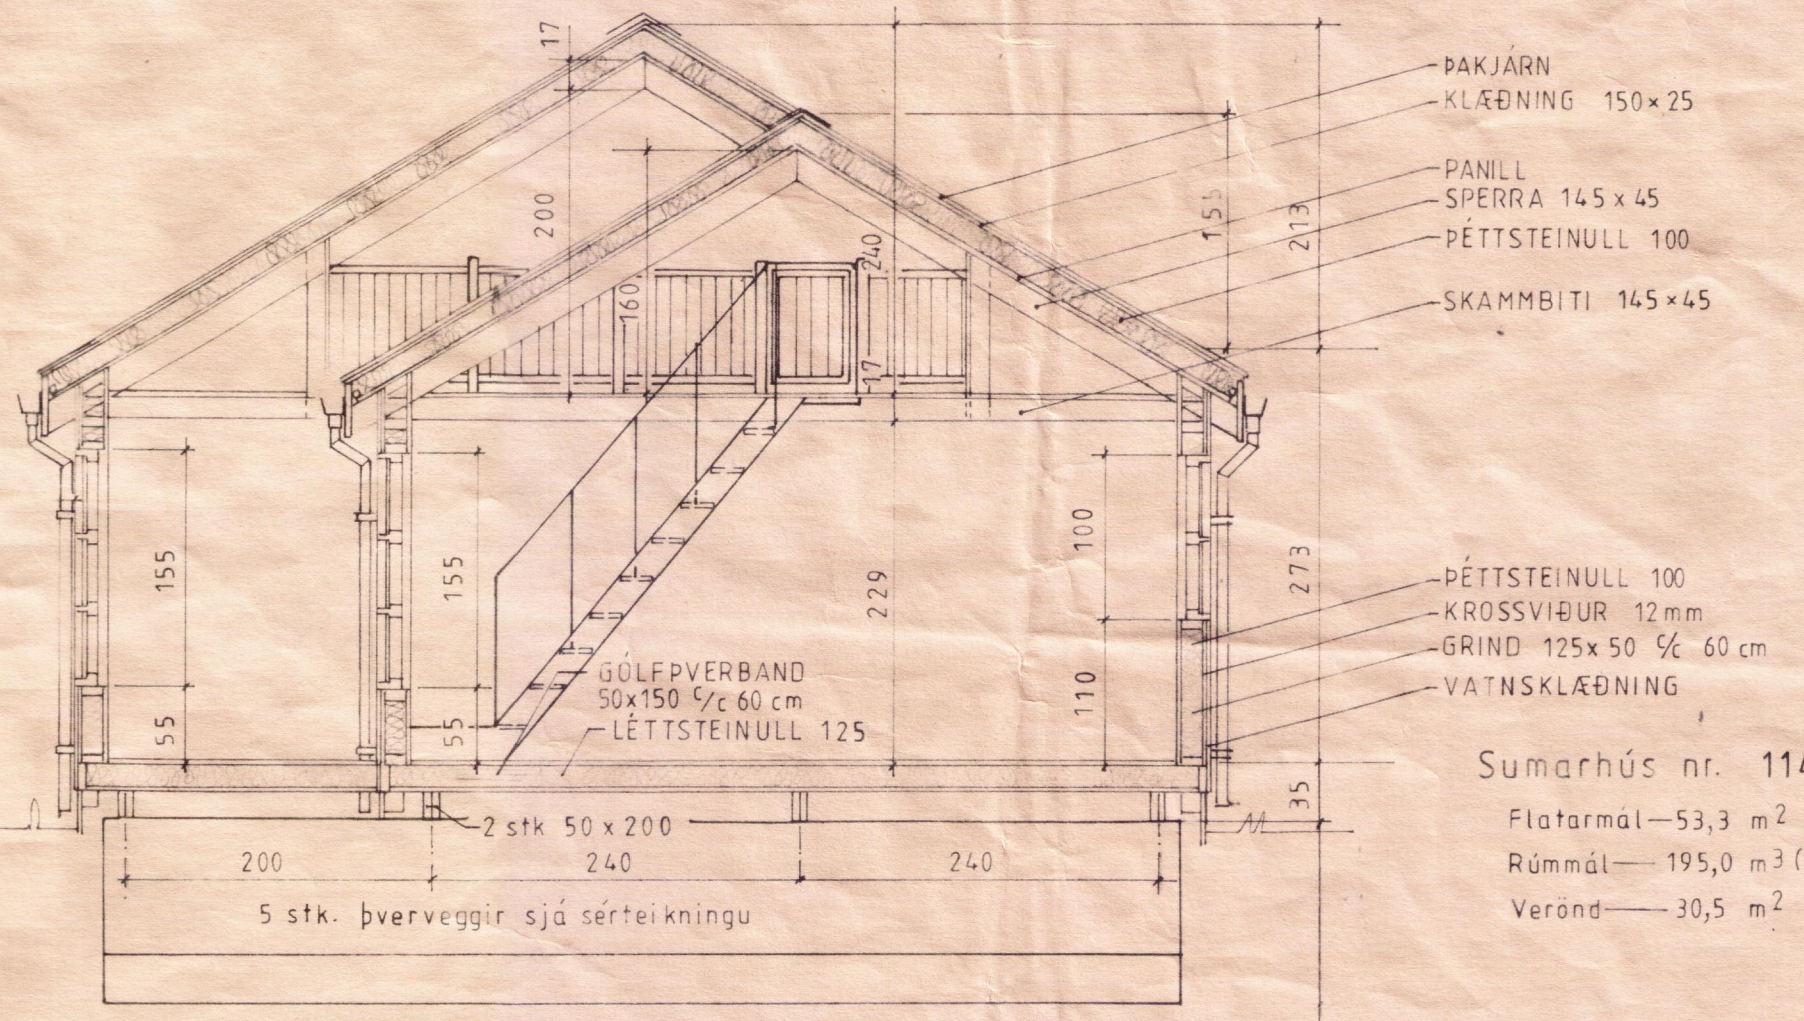 ÞAKJÁRN
KLÆÐNING 150×25
PANILL
SPERRA 145 x 45
ÞÉTTSTEINULL 100
SKAMMBITI 145×45
17
200
160
240
17
155
213
155
55
155
55
229
100
110
273
35
GÓLFÞVERBAND
50x150 c/c 60 cm
LÉTTSTEINULL 125
ÞÉTTSTEINULL 100
KROSSVIÐUR 12mm
GRIND 125x 50 c/c 60 cm
VATNSKLÆÐNING
2 stk 50 x 200
200
240
240
5 stk. þverveggir sjá sérteikningu
Sumarhús nr. 114
Flatarmál—53,3 m²
Rúmmál— 195,0 m3 (
Verönd— 30,5 m²